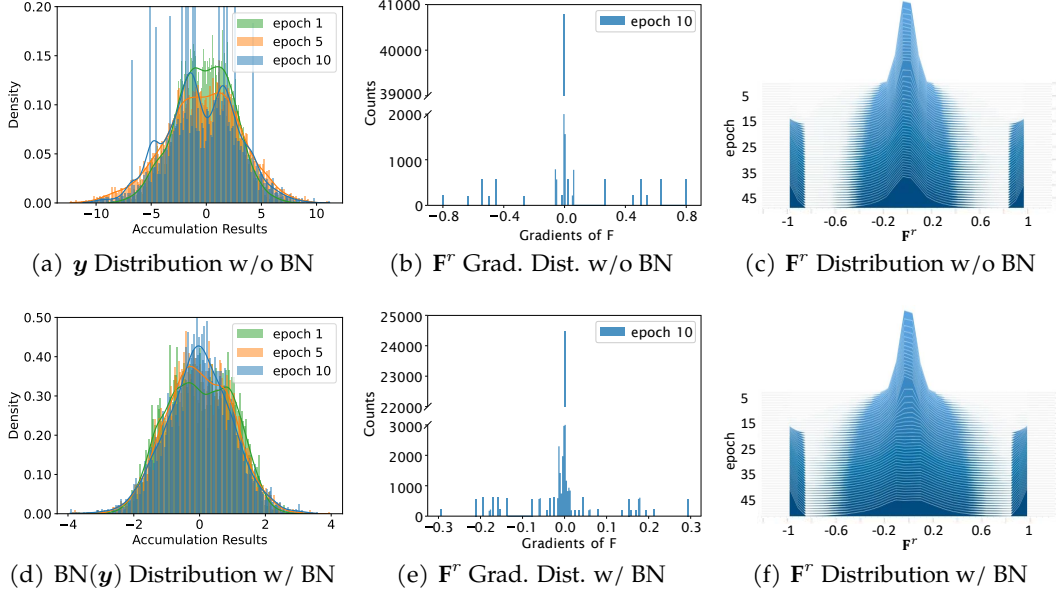 0.20
0.15
0.10
0.05
0.00
Density
epoch 1
epoch 5
epoch 10
−10
−5
0
5
10
Accumulation Results
(a) y Distribution w/o BN
41000
40000
39000
2000
1000
0
Counts
epoch 10
−0.8
−0.4
0.0
0.4
0.8
Gradients of F
(b) F^r Grad. Dist. w/o BN
5
15
25
35
45
epoch
-1
-0.6
-0.2
0.2
0.6
1
F^r
(c) F^r Distribution w/o BN
0.50
0.40
0.30
0.20
0.10
0.00
Density
epoch 1
epoch 5
epoch 10
−4
−2
0
2
4
Accumulation Results
(d) BN(y) Distribution w/ BN
25000
24000
23000
22000
3000
2000
1000
0
Counts
epoch 10
−0.3
−0.2
−0.1
0.0
0.1
0.2
0.3
Gradients of F
(e) F^r Grad. Dist. w/ BN
5
15
25
35
45
epoch
-1
-0.6
-0.2
0.2
0.6
1
F^r
(f) F^r Distribution w/ BN